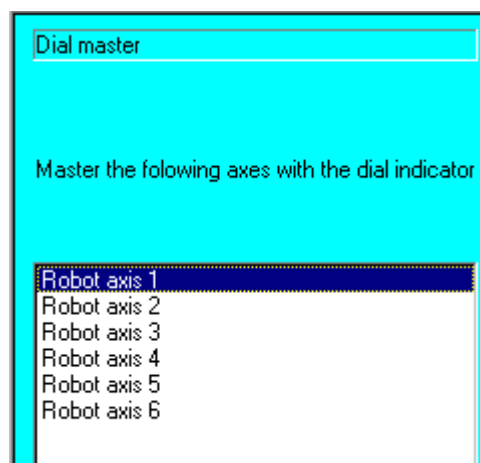 Dial master
Master the folowing axes with the dial indicator
Robot axis 1
Robot axis 2
Robot axis 3
Robot axis 4
Robot axis 5
Robot axis 6